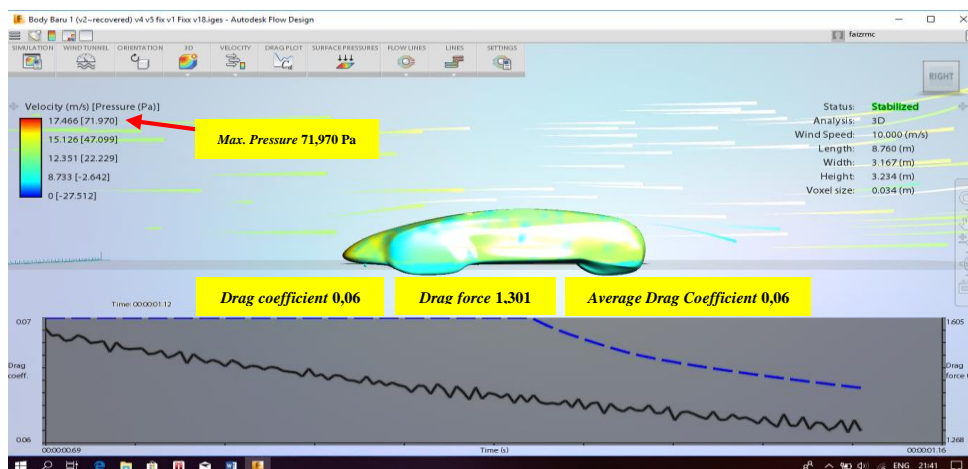 Body Baru 1 (v2~recovered) v4 v5 fix v1 Fixx v18.iges - Autodesk Flow Design
faizrmc
SIMULATION WIND TUNNEL ORIENTATION 3D VELOCITY DRAG PLOT SURFACE PRESSURES FLOW LINES LINES SETTINGS
RIGHT
Velocity (m/s) [Pressure (Pa)]
17.466 [71.970]
15.126 [47.099]
12.351 [22.229]
8.733 [-2.642]
0 [-27.512]
Max. Pressure 71,970 Pa
Status: Stabilized
Analysis: 3D
Wind Speed: 10.000 (m/s)
Length: 8.760 (m)
Width: 3.167 (m)
Height: 3.234 (m)
Voxel size: 0.034 (m)
Drag coefficient 0,06
Drag force 1,301
Average Drag Coefficient 0,06
Time: 00:00:01.12
0.07
Drag
coeff.
0.06
1.605
Drag
force
1.268
00:00:00.69
Time (s)
00:00:01.16
ENG 21:41